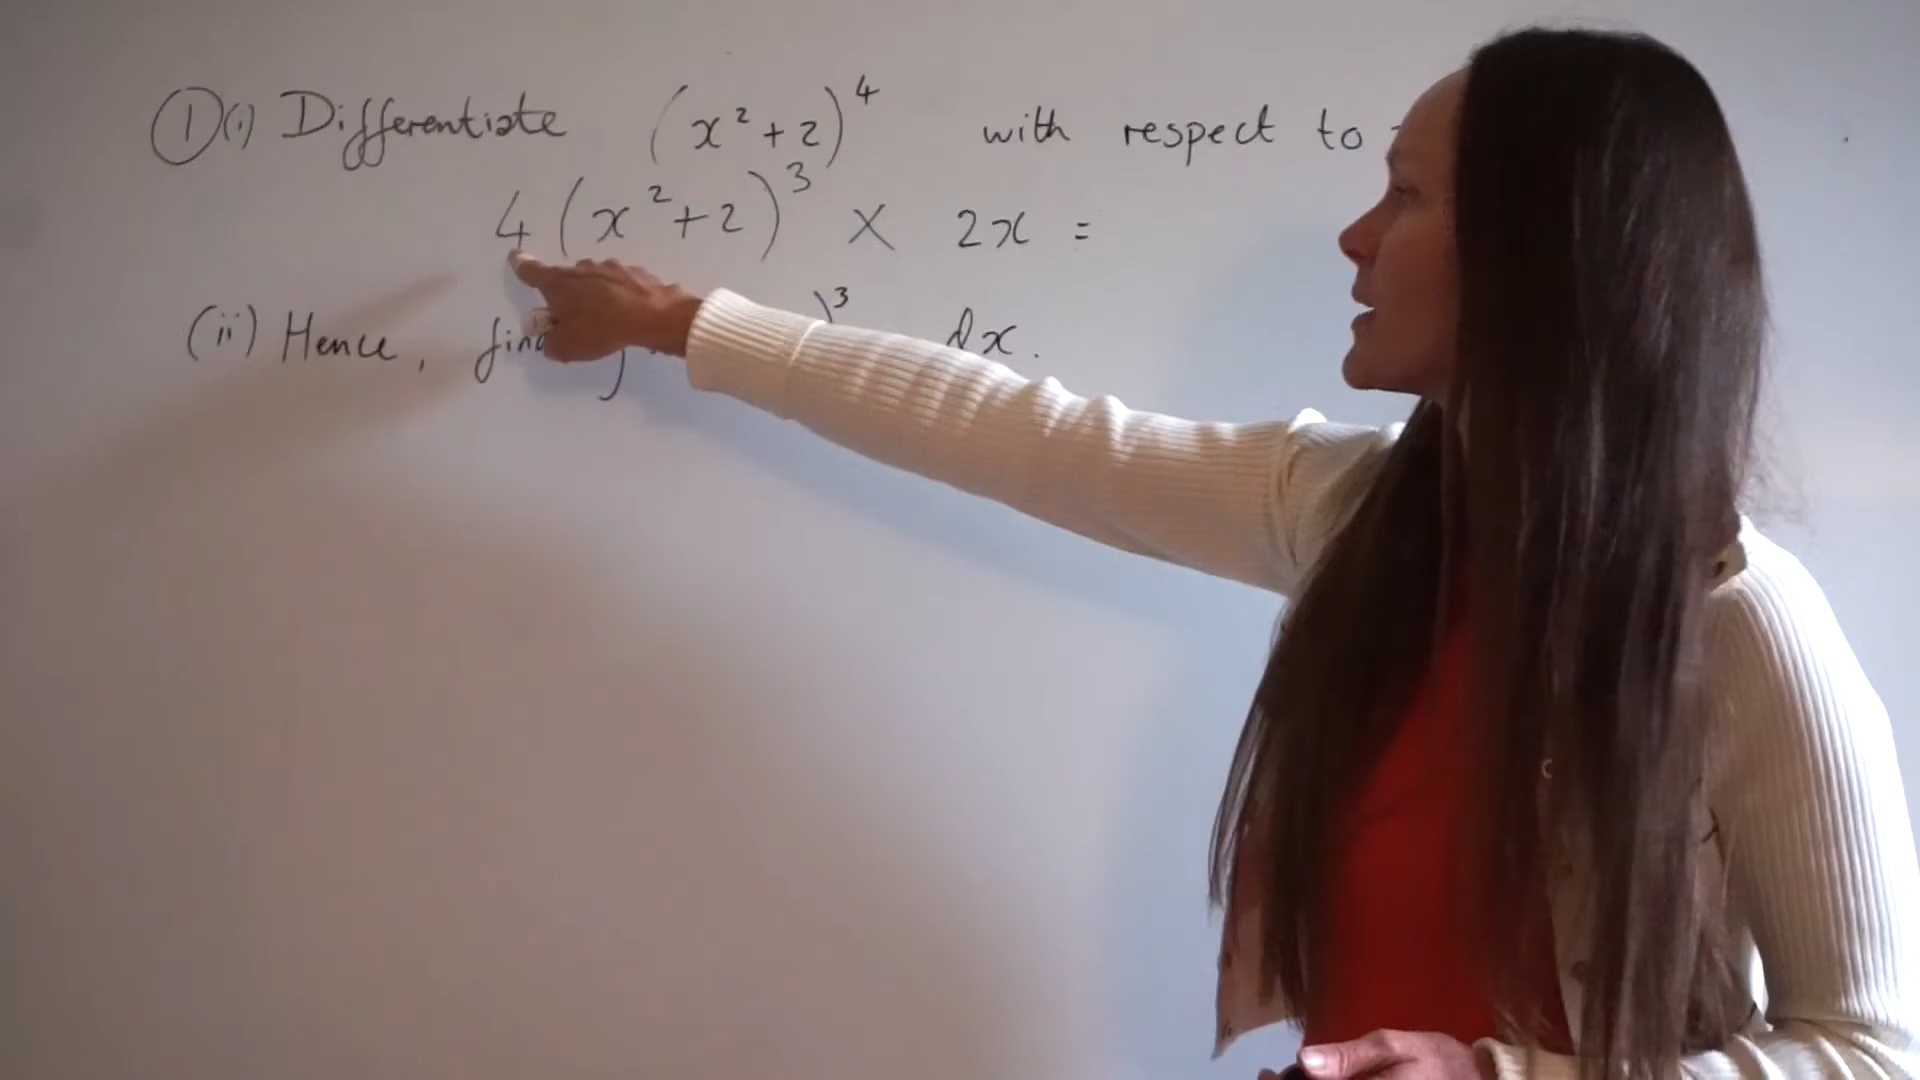 ① (i) Differentiate (x² + 2)⁴ with respect to
4(x² + 2)³ × 2x =
(ii) Hence, find )³ dx.